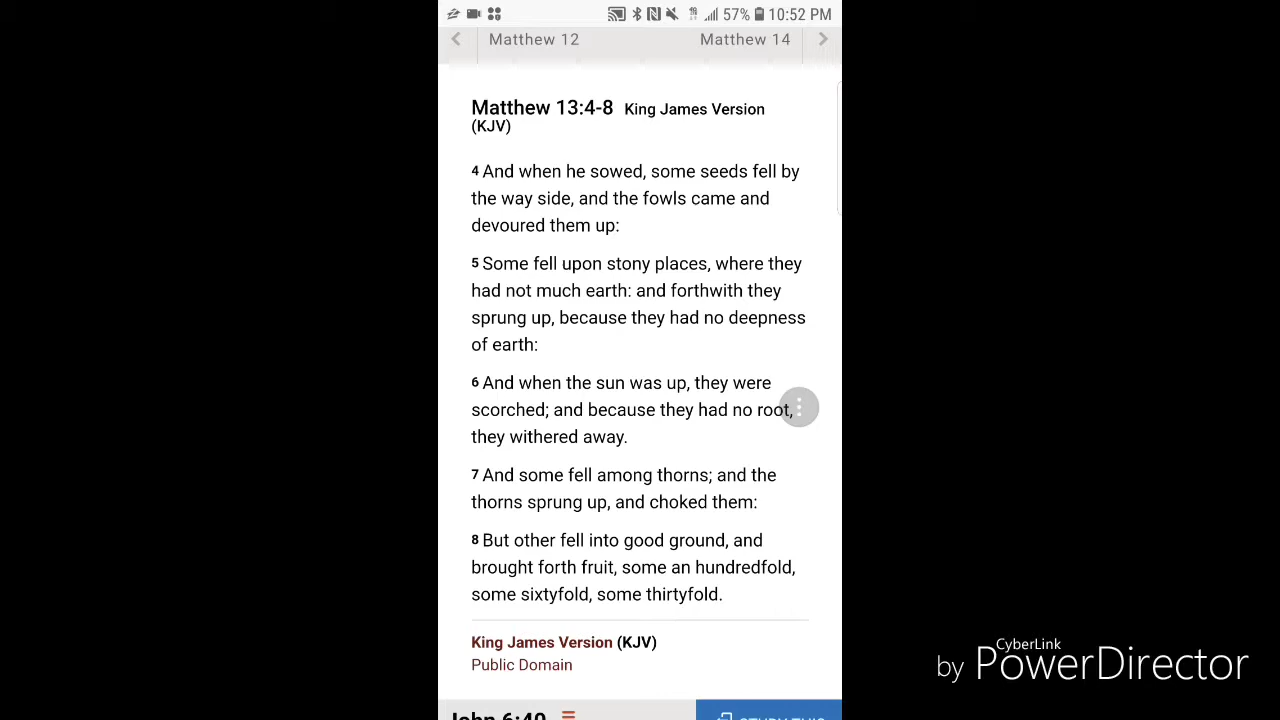 57% 10:52 PM
Matthew 12 Matthew 14
Matthew 13:4-8 King James Version
(KJV)
4 And when he sowed, some seeds fell by
the way side, and the fowls came and
devoured them up:
5 Some fell upon stony places, where they
had not much earth: and forthwith they
sprung up, because they had no deepness
of earth:
6 And when the sun was up, they were
scorched; and because they had no root,
they withered away.
7 And some fell among thorns; and the
thorns sprung up, and choked them:
8 But other fell into good ground, and
brought forth fruit, some an hundredfold,
some sixtyfold, some thirtyfold.
King James Version (KJV)
Public Domain
John 6:40 STUDY THIS
CyberLink
by PowerDirector